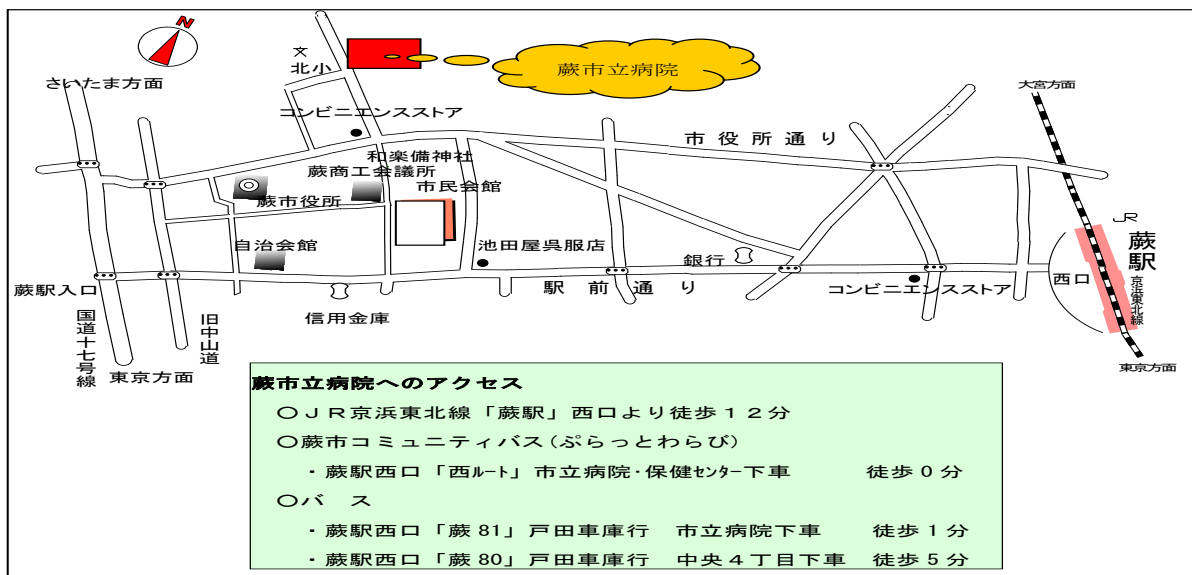 N
文
北小
蕨市立病院
さいたま方面
大宮方面
コンビニエンスストア
市役所通り
和楽備神社
蕨商工会議所
市民会館
蕨市役所
JR
蕨駅
京浜東北線
西口
自治会館
池田屋呉服店
銀行
蕨駅入口
駅前通り
コンビニエンスストア
国道十七号線
旧中山道
信用金庫
東京方面
東京方面
蕨市立病院へのアクセス
○ＪＲ京浜東北線「蕨駅」西口より徒歩１２分
○蕨市コミュニティバス(ぷらっとわらび)
・蕨駅西口「西ﾙｰﾄ」市立病院･保健ｾﾝﾀｰ下車 徒歩０分
○バ ス
・蕨駅西口「蕨 81」戸田車庫行 市立病院下車 徒歩１分
・蕨駅西口「蕨 80」戸田車庫行 中央４丁目下車 徒歩５分